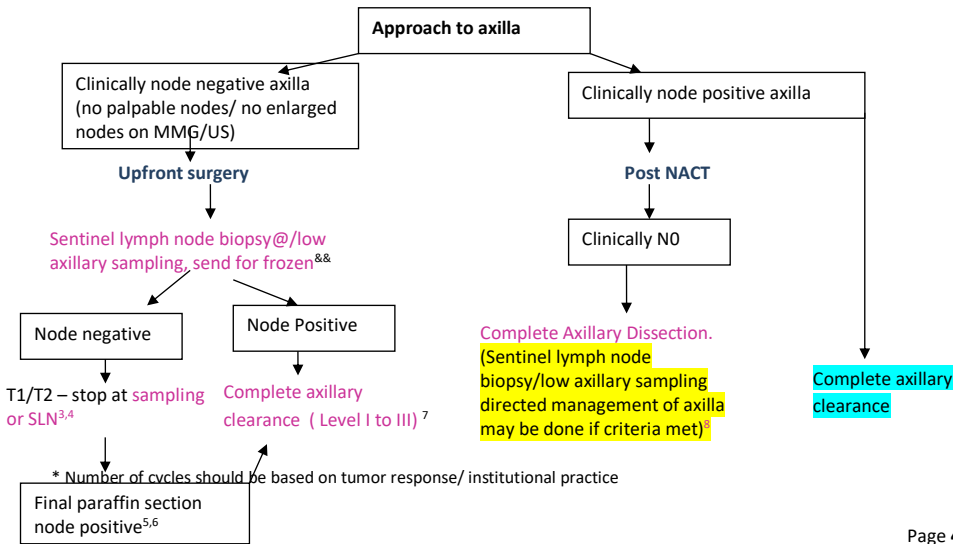 Approach to axilla
Clinically node negative axilla
(no palpable nodes/ no enlarged
nodes on MMG/US)
Clinically node positive axilla
Upfront surgery
Post NACT
Sentinel lymph node biopsy@/low
axillary sampling, send for frozen&&
Clinically N0
Node negative
Node Positive
T1/T2 – stop at sampling
or SLN3,4
Complete axillary
clearance ( Level I to III) 7
Complete Axillary Dissection.
(Sentinel lymph node
biopsy/low axillary sampling
directed management of axilla
may be done if criteria met)8
Complete axillary
clearance
* Number of cycles should be based on tumor response/ institutional practice
Final paraffin section
node positive5,6
Page 4